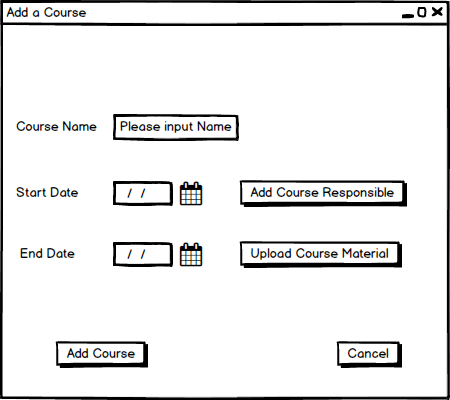 Add a Course
Course Name Please input Name
Start Date / / Add Course Responsible
End Date / / Upload Course Material
Add Course Cancel